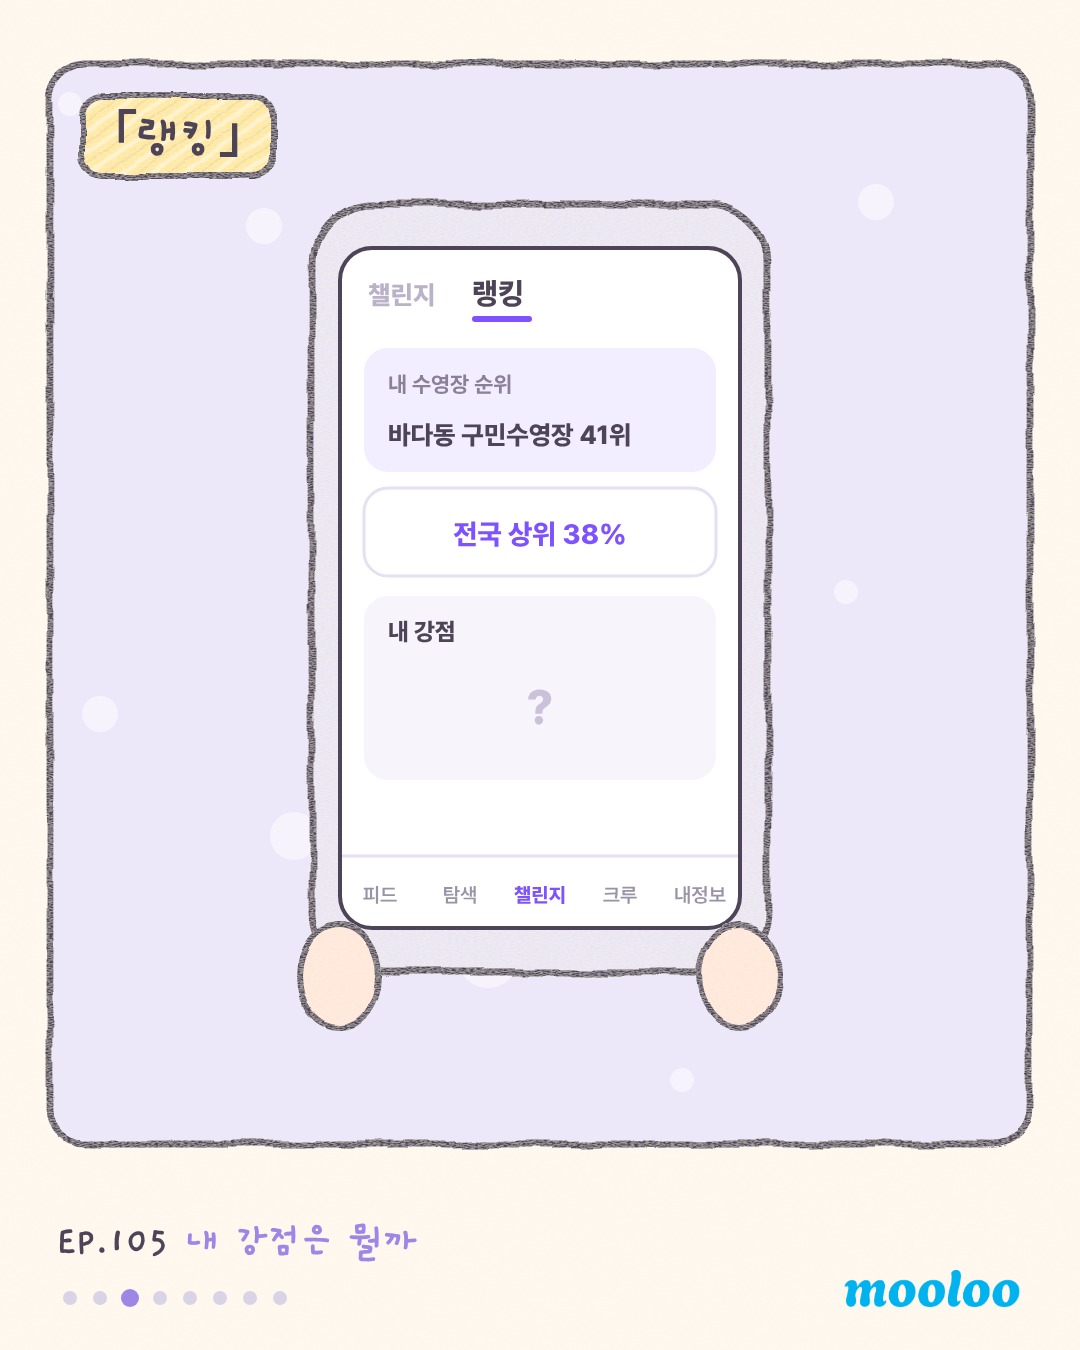 「랭킹」
챌린지 랭킹
내 수영장 순위
바다동 구민수영장 41위
전국 상위 38%
내 강점
?
피드 탐색 챌린지 크루 내정보
EP.105 내 강점은 뭘까
mooloo